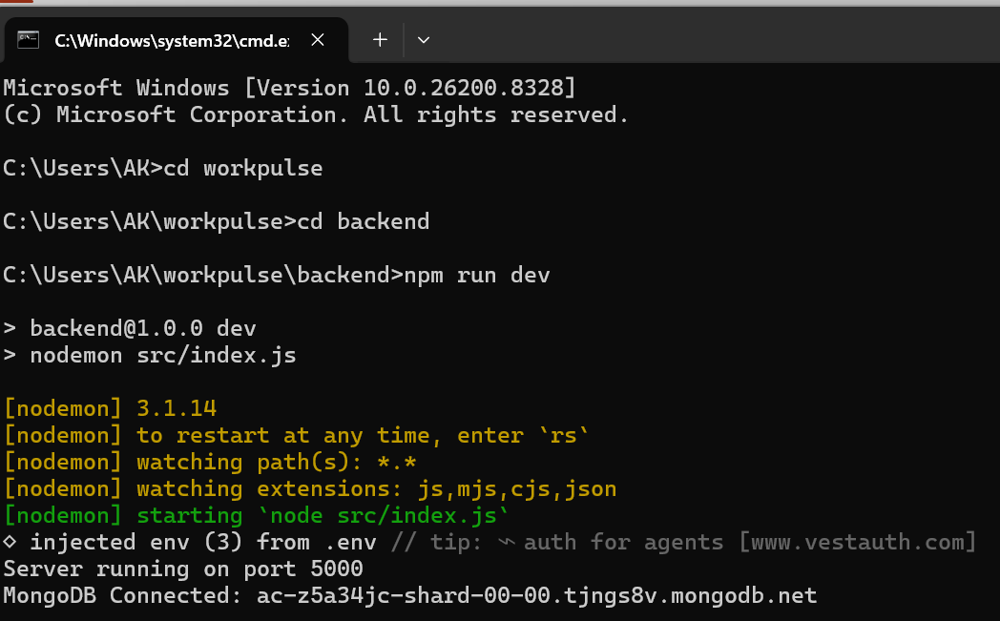 C:\Windows\system32\cmd.e
Microsoft Windows [Version 10.0.26200.8328]
(c) Microsoft Corporation. All rights reserved.
C:\Users\AK>cd workpulse
C:\Users\AK\workpulse>cd backend
C:\Users\AK\workpulse\backend>npm run dev
> backend@1.0.0 dev
> nodemon src/index.js
[nodemon] 3.1.14
[nodemon] to restart at any time, enter `rs`
[nodemon] watching path(s): *.*
[nodemon] watching extensions: js,mjs,cjs,json
[nodemon] starting `node src/index.js`
◇ injected env (3) from .env // tip: ⌁ auth for agents [www.vestauth.com]
Server running on port 5000
MongoDB Connected: ac-z5a34jc-shard-00-00.tjngs8v.mongodb.net